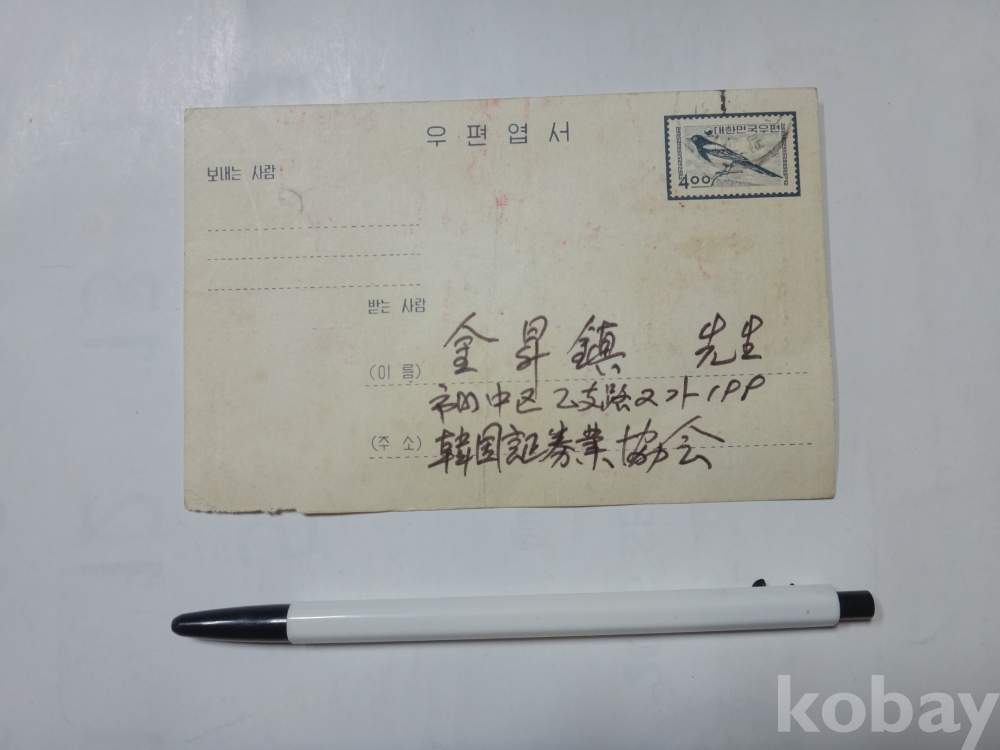 우편엽서
대한민국우편
400
보내는 사람
받는 사람
(이 름)
金昇鎮 先生
市内 中区 乙支路 2가 199
(주 소)
韓国証券業協会
kobay